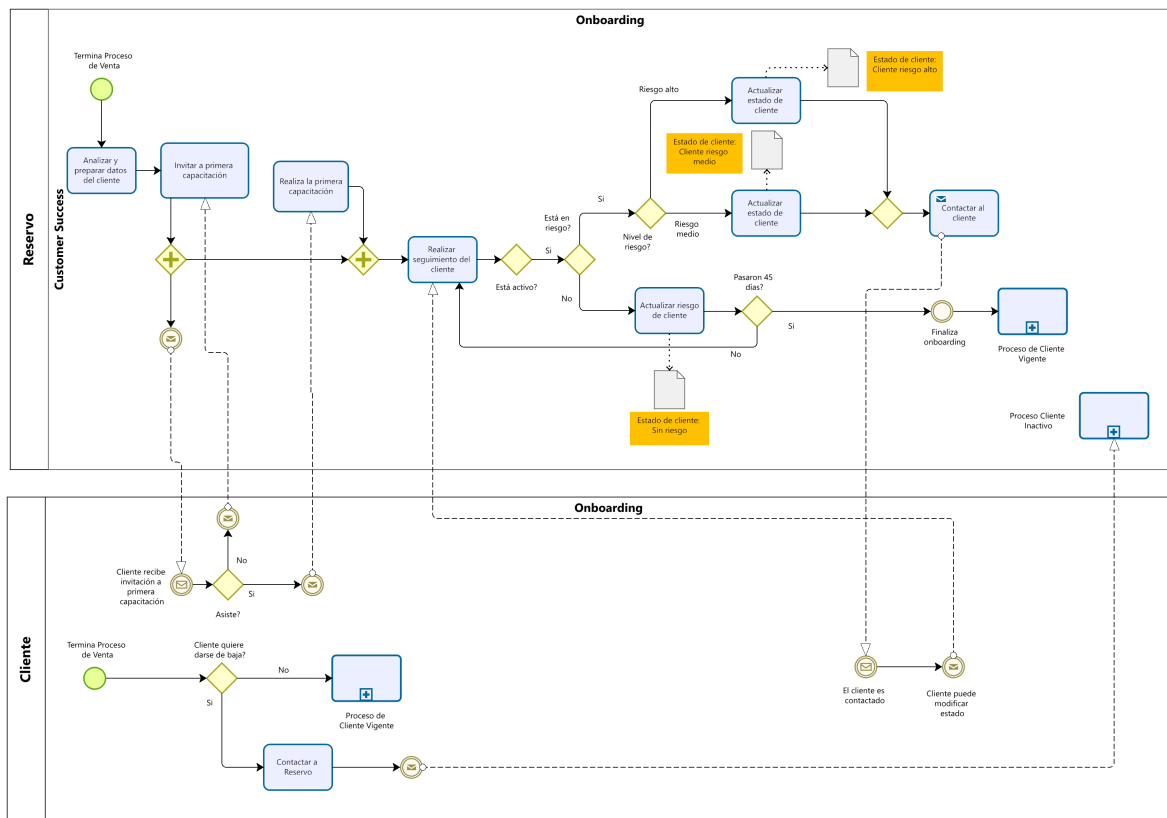 Onboarding
Reservo
Customer Success
Termina Proceso
de Venta
Analizar y
preparar datos
del cliente
Invitar a primera
capacitación
Realiza la primera
capacitación
Realizar
seguimiento del
cliente
Está activo?
Si
Está en
riesgo?
Si
No
Nivel de
riesgo?
Riesgo alto
Riesgo
medio
Actualizar
estado de
cliente
Estado de cliente:
Cliente riesgo alto
Estado de cliente:
Cliente riesgo
medio
Actualizar
estado de
cliente
Contactar al
cliente
Actualizar riesgo
de cliente
Pasaron 45
días?
Si
No
Estado de cliente:
Sin riesgo
Finaliza
onboarding
Proceso de Cliente
Vigente
Proceso Cliente
Inactivo
Onboarding
Cliente
Cliente recibe
invitación a
primera
capacitación
Asiste?
No
Si
Termina Proceso
de Venta
Cliente quiere
darse de baja?
No
Si
Proceso de
Cliente Vigente
Contactar a
Reservo
El cliente es
contactado
Cliente puede
modificar
estado